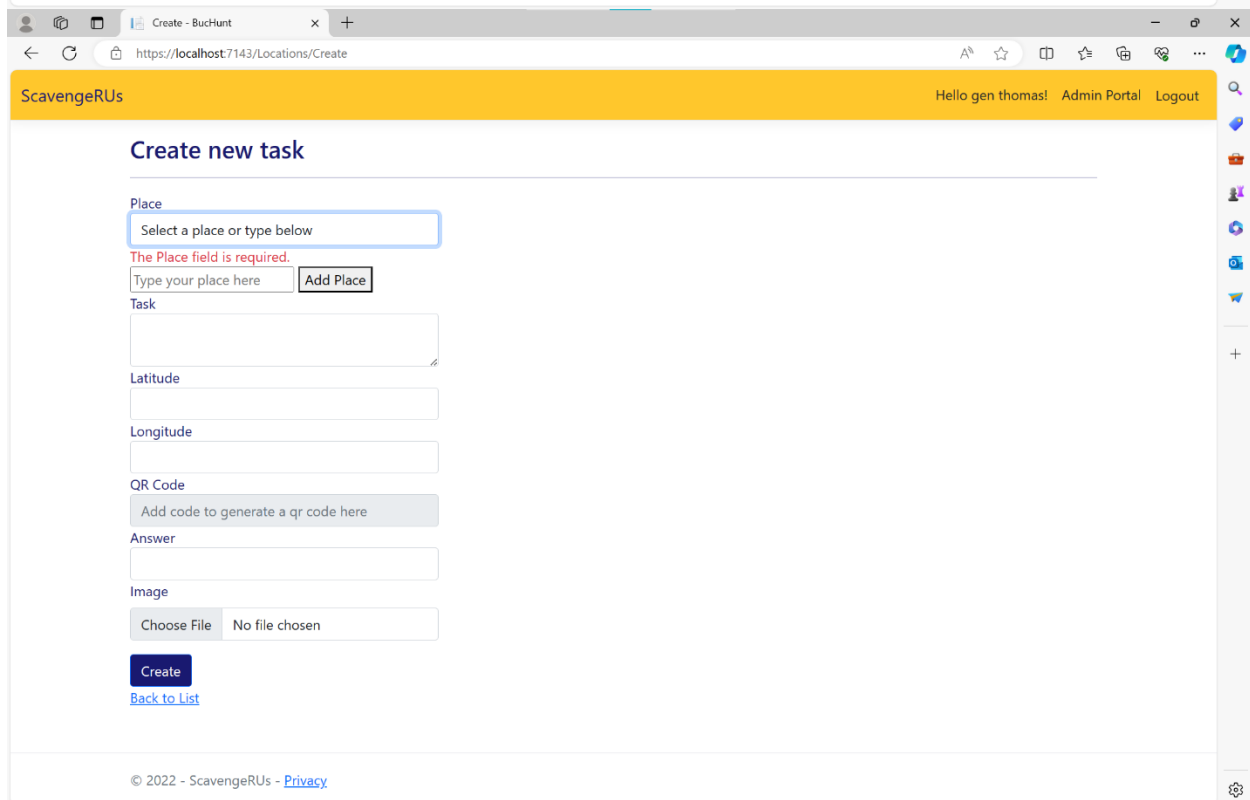 Create - BucHunt
https://localhost:7143/Locations/Create
ScavengeRUs
Hello gen thomas! Admin Portal Logout
Create new task
Place
Select a place or type below
The Place field is required.
Type your place here Add Place
Task
Latitude
Longitude
QR Code
Add code to generate a qr code here
Answer
Image
Choose File No file chosen
Create
Back to List
© 2022 - ScavengeRUs - Privacy